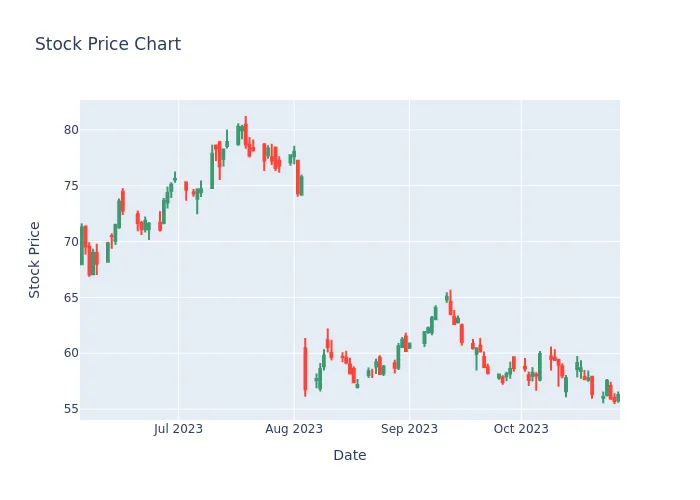 Stock Price Chart
80
75
70
65
60
55
Stock Price
Jul 2023
Aug 2023
Sep 2023
Oct 2023
Date